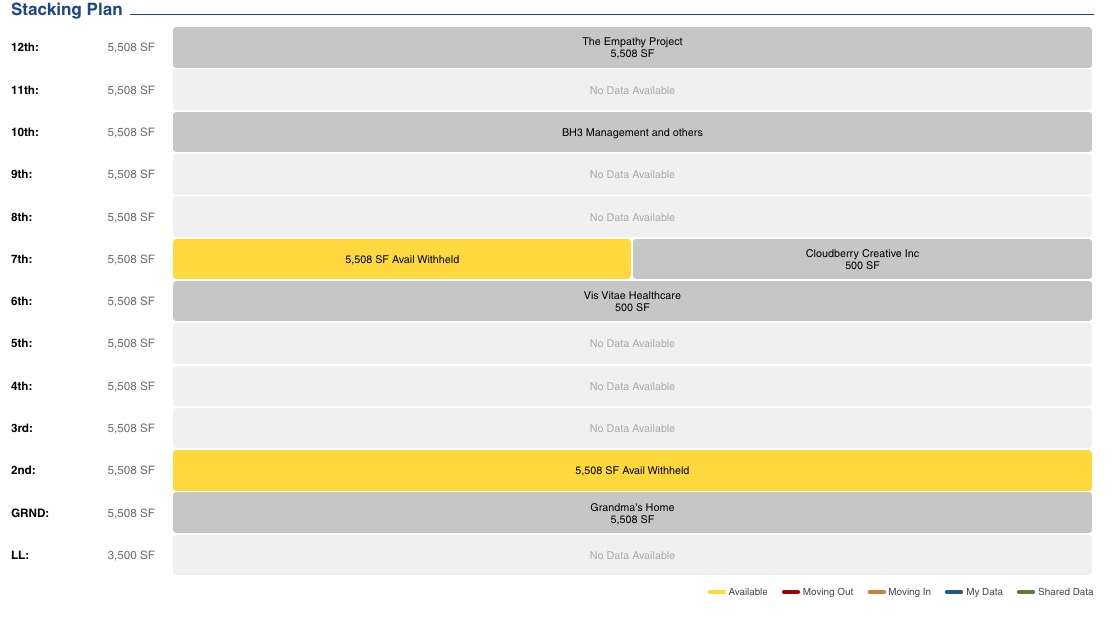 Stacking Plan
12th: 5,508 SF The Empathy Project
5,508 SF
11th: 5,508 SF No Data Available
10th: 5,508 SF BH3 Management and others
9th: 5,508 SF No Data Available
8th: 5,508 SF No Data Available
7th: 5,508 SF 5,508 SF Avail Withheld Cloudberry Creative Inc
500 SF
6th: 5,508 SF Vis Vitae Healthcare
500 SF
5th: 5,508 SF No Data Available
4th: 5,508 SF No Data Available
3rd: 5,508 SF No Data Available
2nd: 5,508 SF 5,508 SF Avail Withheld
GRND: 5,508 SF Grandma's Home
5,508 SF
LL: 3,500 SF No Data Available
Available Moving Out Moving In My Data Shared Data